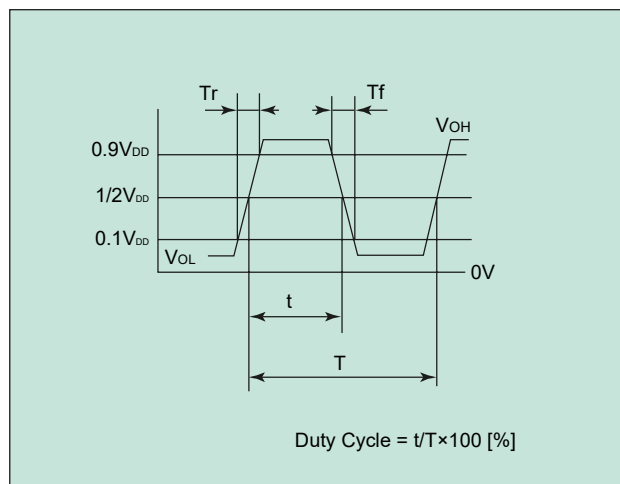 Tr
Tf
VOH
0.9VDD
1/2VDD
0.1VDD
VOL
0V
t
T
Duty Cycle = t/T×100 [%]